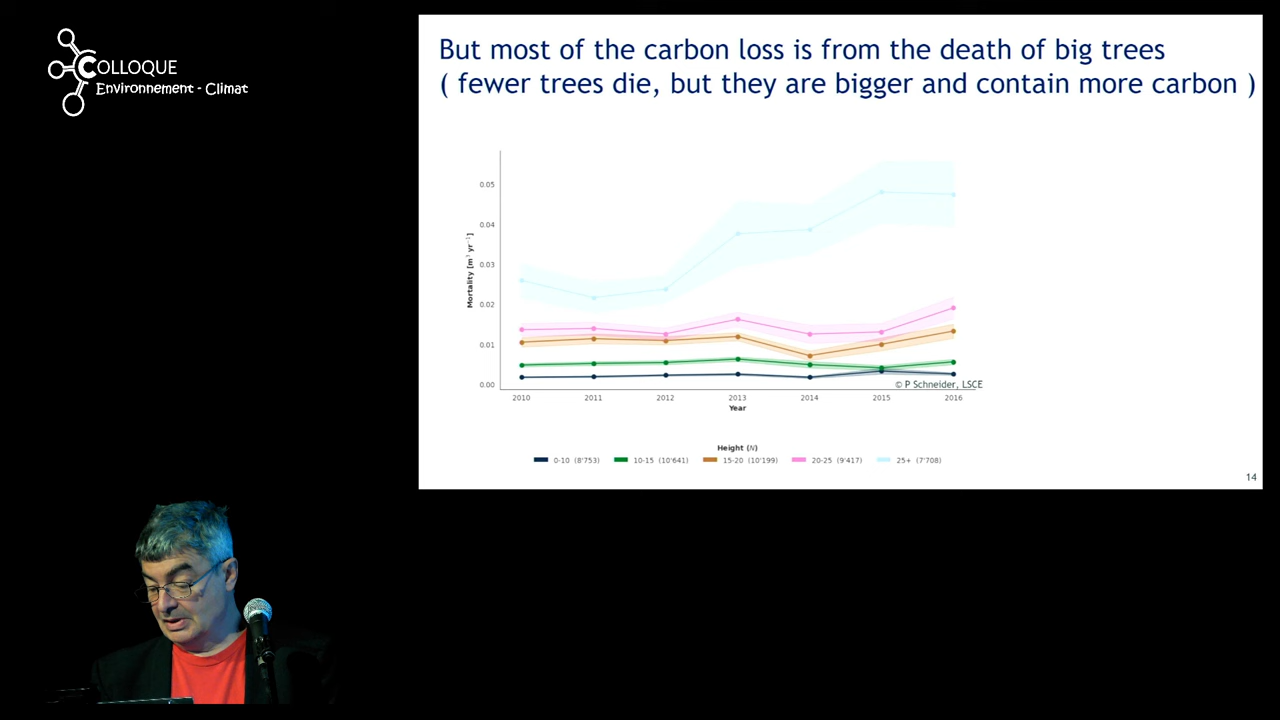 COLLOQUE
Environnement - Climat
But most of the carbon loss is from the death of big trees
( fewer trees die, but they are bigger and contain more carbon )
Mortality [m³ yr⁻¹]
0.05
0.04
0.03
0.02
0.01
0.00
© P Schneider, LSCE
2010 2011 2012 2013 2014 2015 2016
Year
Height (N)
0-10 (8'753) 10-15 (10'641) 15-20 (10'199) 20-25 (9'417) 25+ (7'708)
14